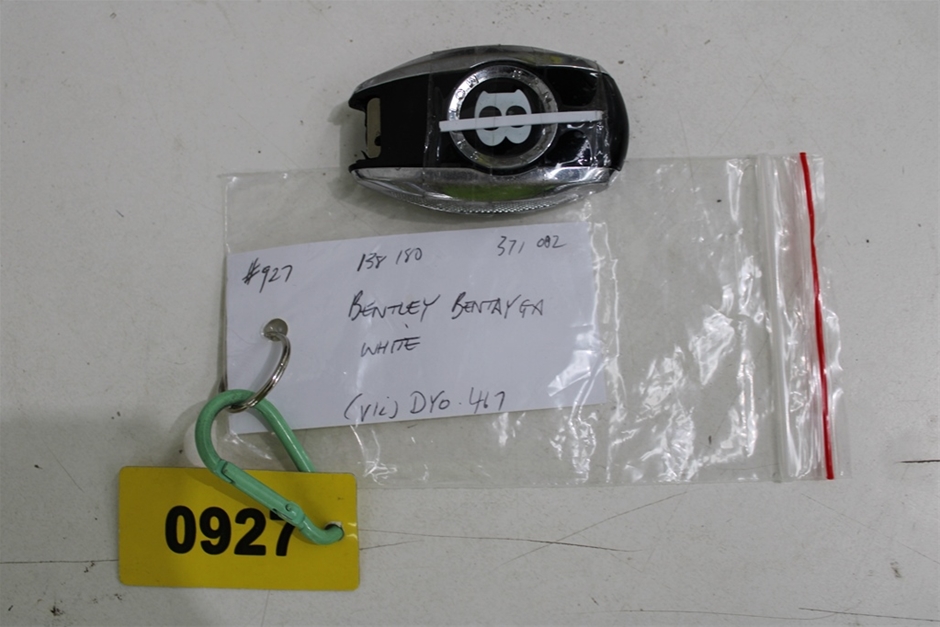 B
#927 138 180 371 082
BENTLEY BENTAYGA
WHITE
(VIC) DYO.467
0927